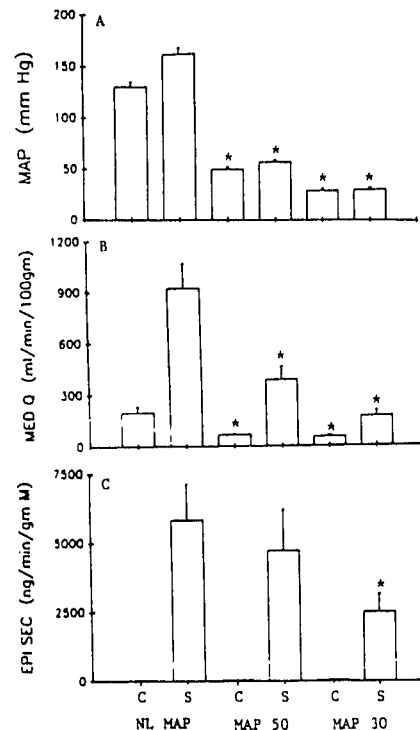 A
MAP (mm Hg)
200
150
100
50
0
* * * *
B
MED Q (ml/min/100gm)
1200
900
600
300
0
* * * *
C
EPI SEC (ng/min/gm M)
7500
5000
2500
0
*
C S C S C S
NL MAP MAP 50 MAP 30